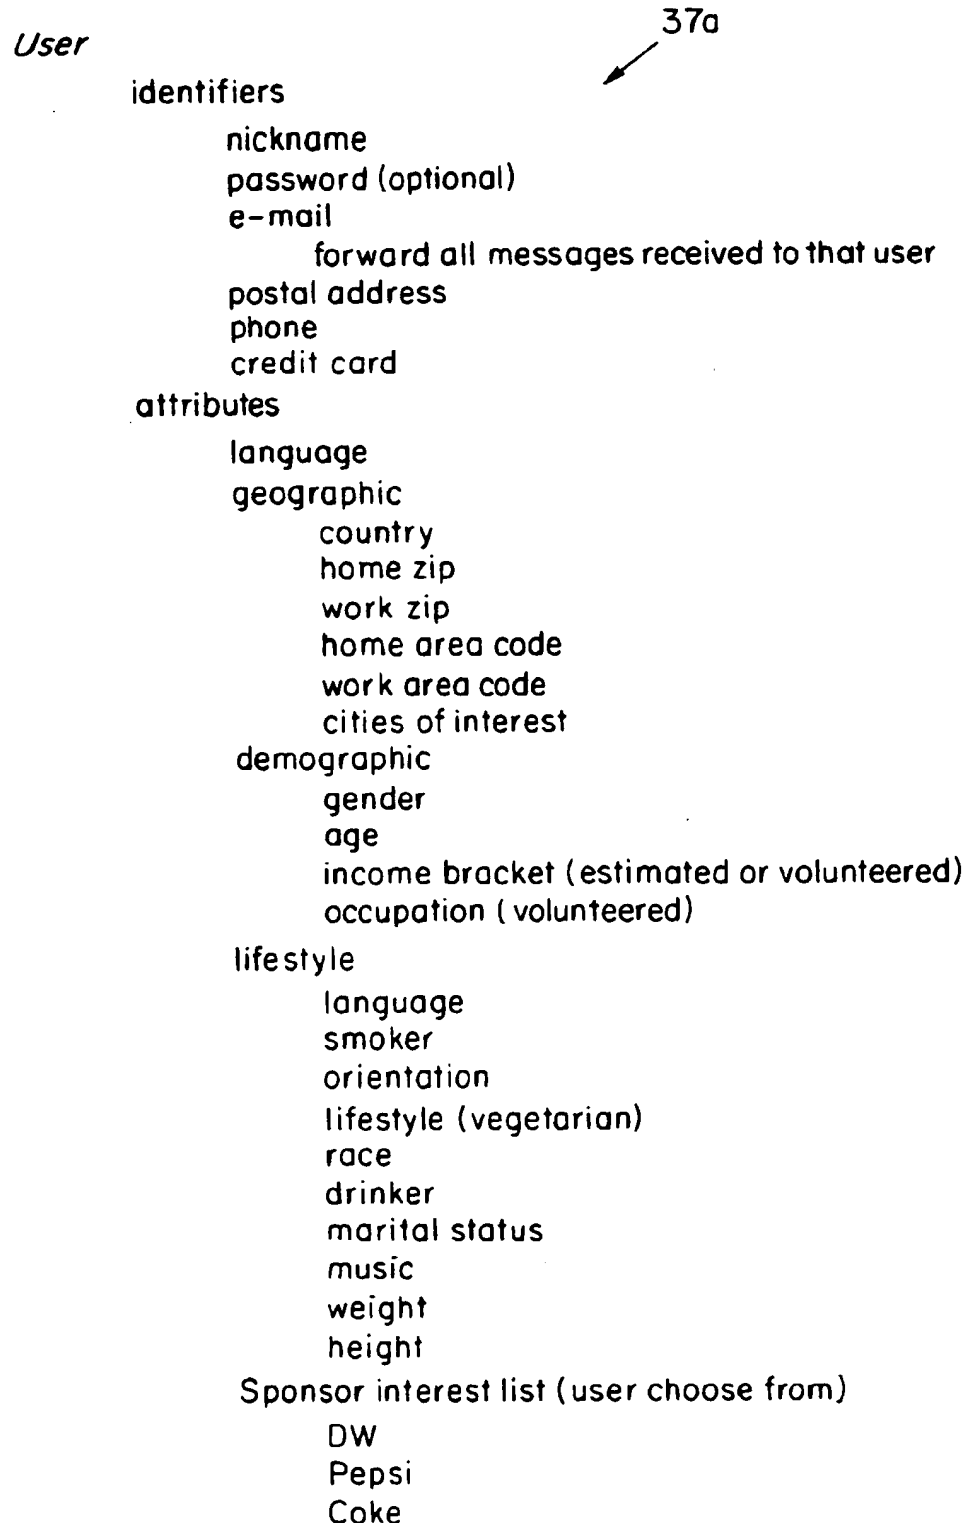 37a
User
identifiers
nickname
password (optional)
e-mail
forward all messages received to that user
postal address
phone
credit card
attributes
language
geographic
country
home zip
work zip
home area code
work area code
cities of interest
demographic
gender
age
income bracket (estimated or volunteered)
occupation (volunteered)
lifestyle
language
smoker
orientation
lifestyle (vegetarian)
race
drinker
marital status
music
weight
height
Sponsor interest list (user choose from)
DW
Pepsi
Coke